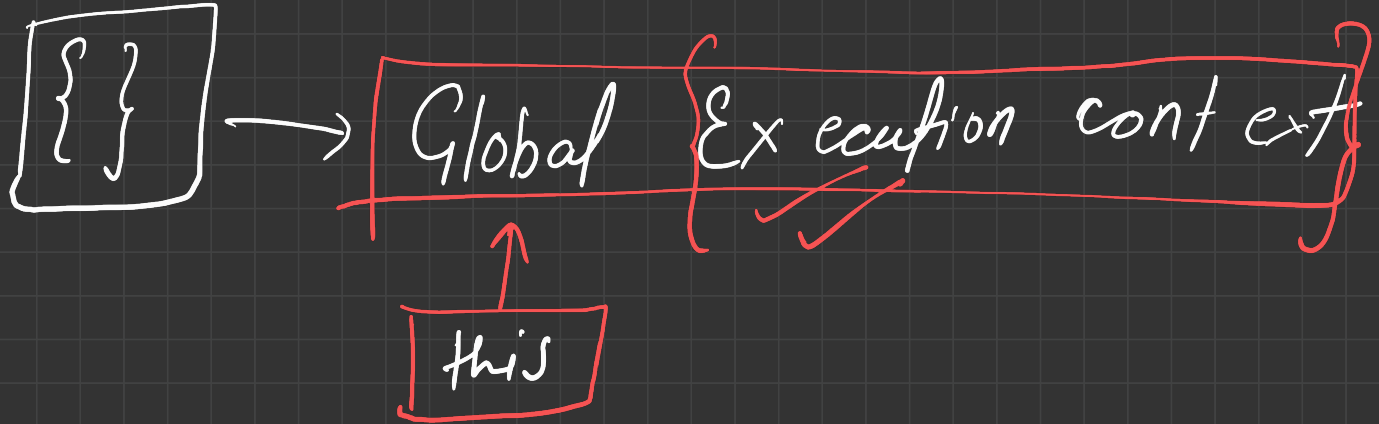 { } → Global {Execution context}
this